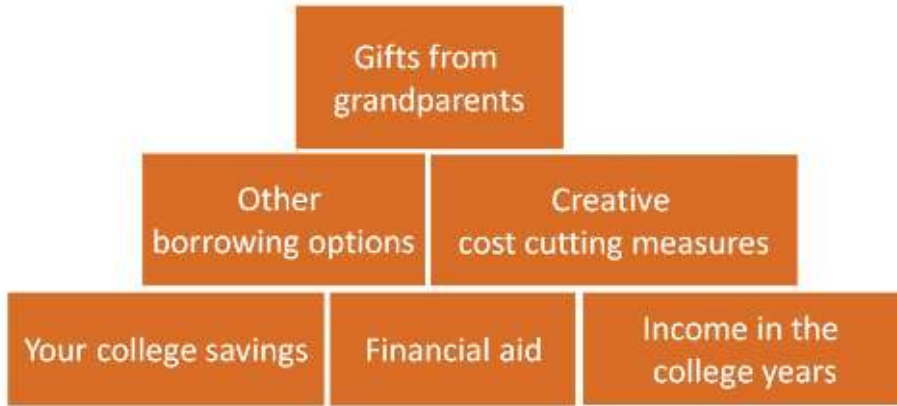 Gifts from
grandparents
Other
borrowing options
Creative
cost cutting measures
Your college savings
Financial aid
Income in the
college years